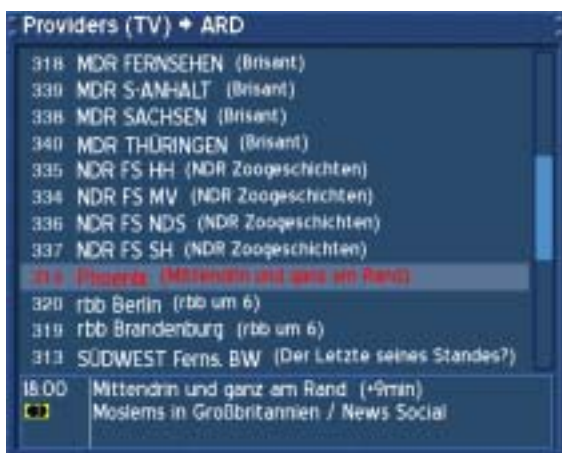 Providers (TV) → ARD
318 MDR FERNSEHEN (Brisant)
339 MDR S-ANHALT (Brisant)
338 MDR SACHSEN (Brisant)
340 MDR THÜRINGEN (Brisant)
335 NDR FS HH (NDR Zoogeschichten)
334 NDR FS MV (NDR Zoogeschichten)
336 NDR FS NDS (NDR Zoogeschichten)
337 NDR FS SH (NDR Zoogeschichten)
Phoenix (Mittendrin und ganz am Rand)
320 rbb Berlin (rbb um 6)
319 rbb Brandenburg (rbb um 6)
313 SÜDWEST Ferns. BW (Der Letzte seines Standes?)
18.00 Mittendrin und ganz am Rand (+9min)
Moslems in Großbritannien / News Social